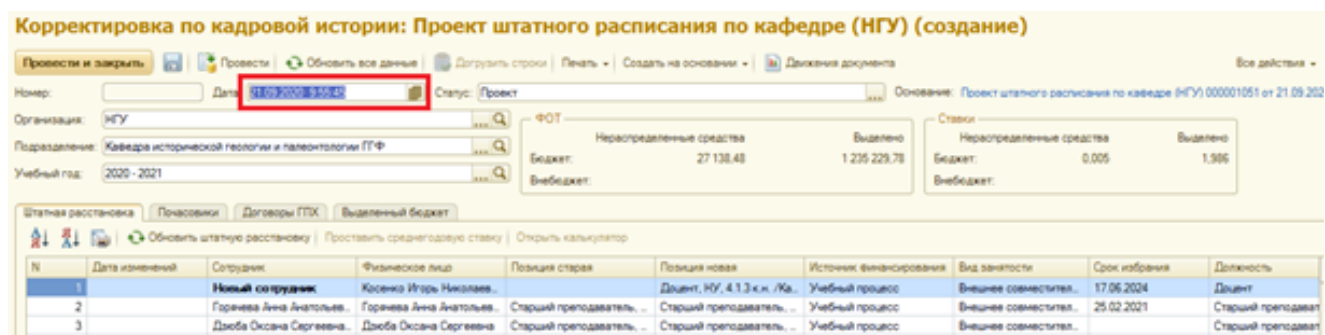 Корректировка по кадровой истории: Проект штатного расписания по кафедре (НГУ) (создание)
Провести и закрыть Провести Обновить все данные Догрузить строки Печать Создать на основании Движения документа Все действия
Номер: Дата: 21.09.2020 9:55:45 Статус: Проект ... Основание: Проект штатного расписания по кафедре (НГУ) 000001051 от 21.09.202
Организация: НГУ ... ФОТ Ставки
Нераспределенные средства Выделено Нераспределенные средства Выделено
Подразделение: Кафедра исторической геологии и палеонтологии ГГФ ... Бюджет: 27 138,48 1 235 229,78 Бюджет: 0,005 1,986
Учебный год: 2020 - 2021 ... Внебюджет: Внебюджет:
Штатная расстановка Почасовики Договоры ГПХ Выделенный бюджет
Обновить штатную расстановку Проставить среднегодовую ставку Открыть калькулятор
N Дата изменений Сотрудник Физическое лицо Позиция старая Позиция новая Источник финансирования Вид занятости Срок избрания Должность
1 Новый сотрудник Косенко Игорь Николаев... Доцент, НУ, 4.1.3 к.н. /Ка... Учебный процесс Внешнее совместител... 17.06.2024 Доцент
2 Горячева Анна Анатольев... Горячева Анна Анатольев... Старший преподаватель, ... Старший преподаватель, ... Учебный процесс Внешнее совместител... 25.02.2021 Старший преподават
3 Дзюба Оксана Сергеевна... Дзюба Оксана Сергеевна Старший преподаватель, ... Старший преподаватель, ... Учебный процесс Внешнее совместител... Старший преподават